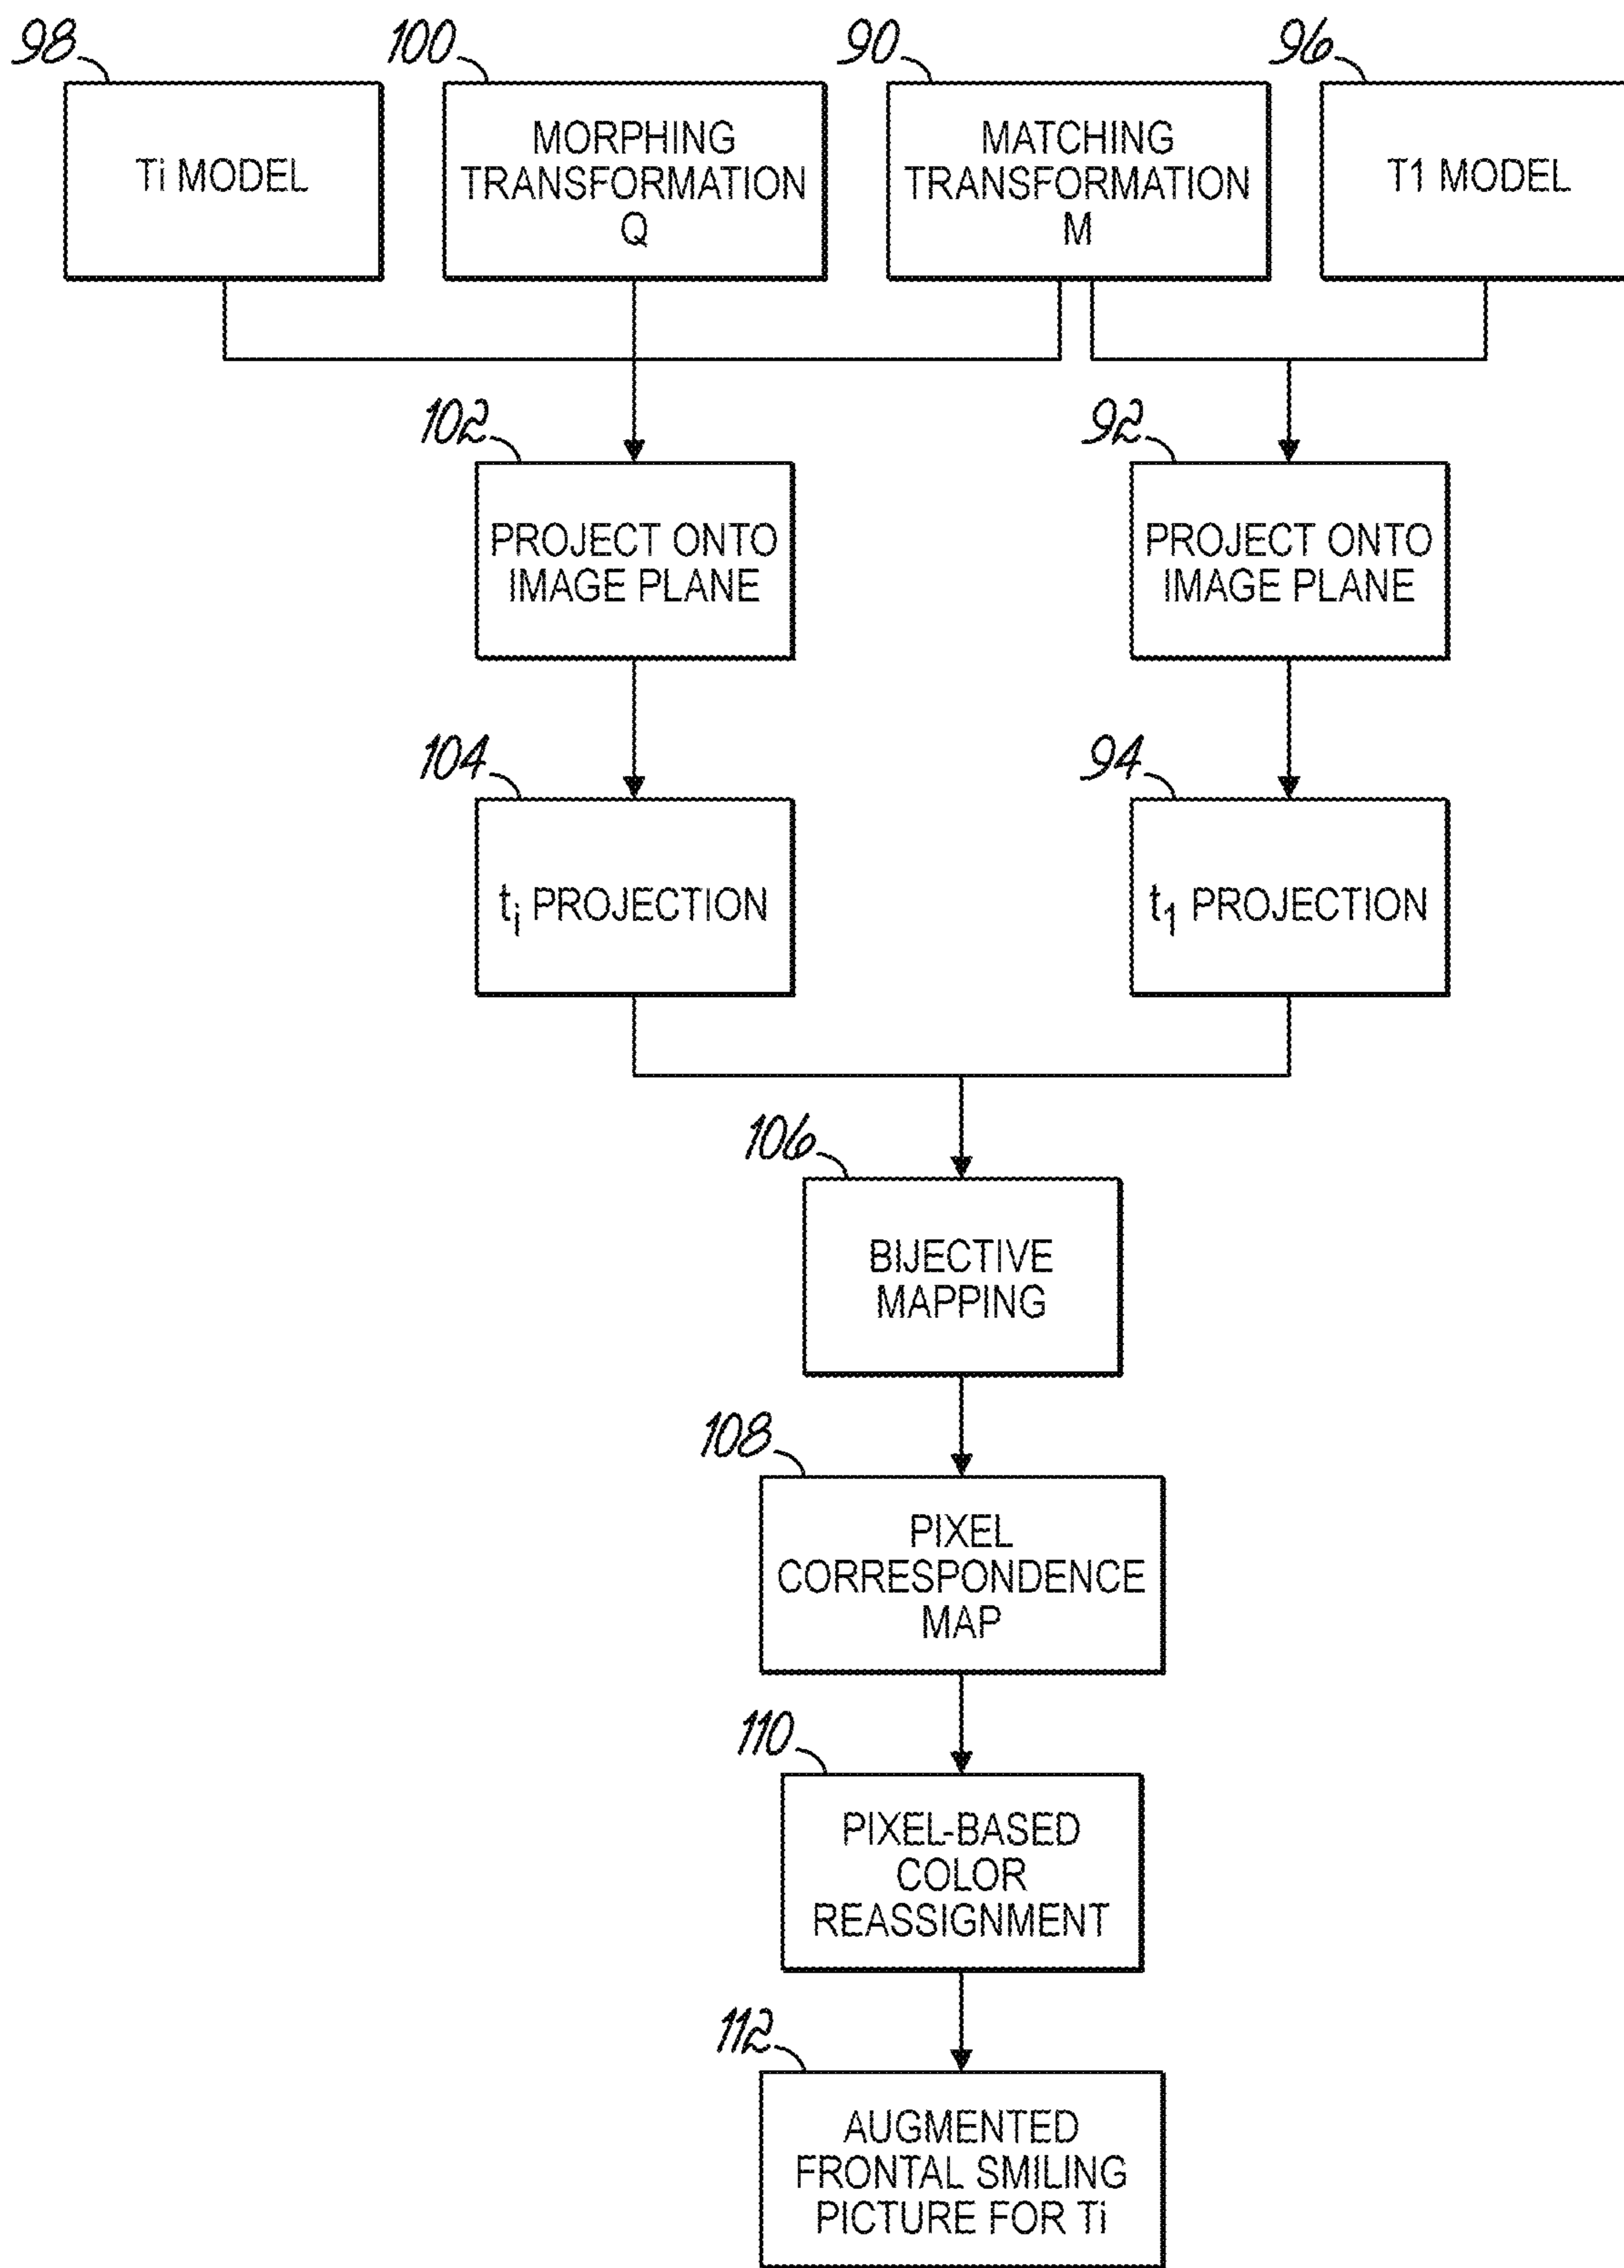 98
100
90
96
Ti MODEL
MORPHING
TRANSFORMATION
Q
MATCHING
TRANSFORMATION
M
T1 MODEL
102
92
PROJECT ONTO
IMAGE PLANE
PROJECT ONTO
IMAGE PLANE
104
94
ti PROJECTION
t1 PROJECTION
106
BIJECTIVE
MAPPING
108
PIXEL
CORRESPONDENCE
MAP
110
PIXEL-BASED
COLOR
REASSIGNMENT
112
AUGMENTED
FRONTAL SMILING
PICTURE FOR Ti